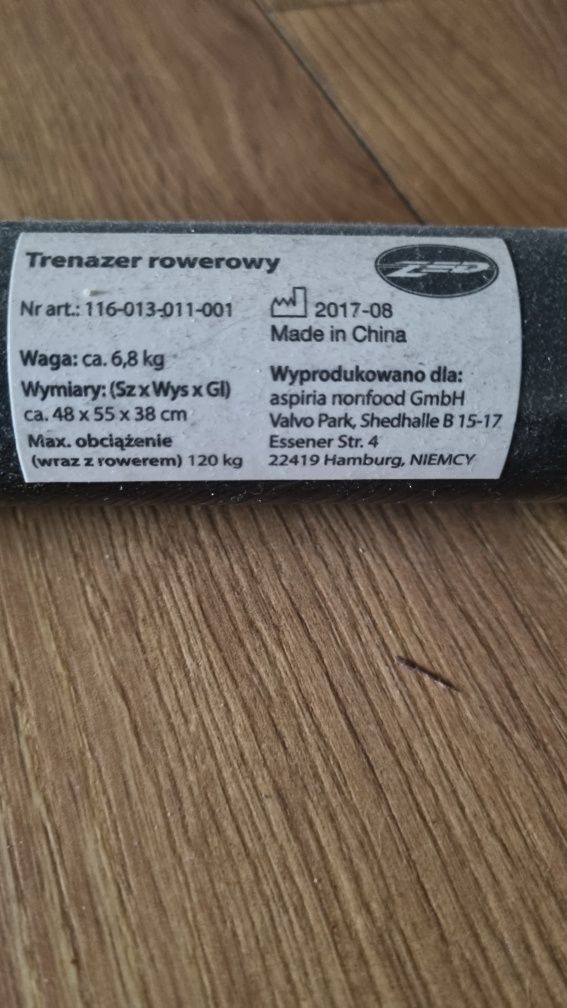 Trenazer rowerowy
ZED
Nr art.: 116-013-011-001
2017-08
Made in China
Waga: ca. 6,8 kg
Wymiary: (Sz x Wys x Gl)
ca. 48 x 55 x 38 cm
Max. obciążenie
(wraz z rowerem) 120 kg
Wyprodukowano dla:
aspiria nonfood GmbH
Valvo Park, Shedhalle B 15-17
Essener Str. 4
22419 Hamburg, NIEMCY